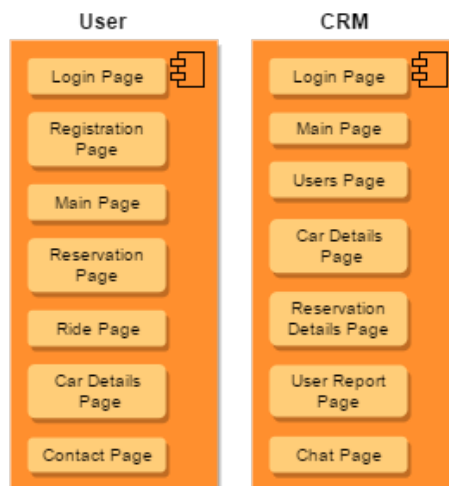 User
Login Page
Registration
Page
Main Page
Reservation
Page
Ride Page
Car Details
Page
Contact Page
CRM
Login Page
Main Page
Users Page
Car Details
Page
Reservation
Details Page
User Report
Page
Chat Page